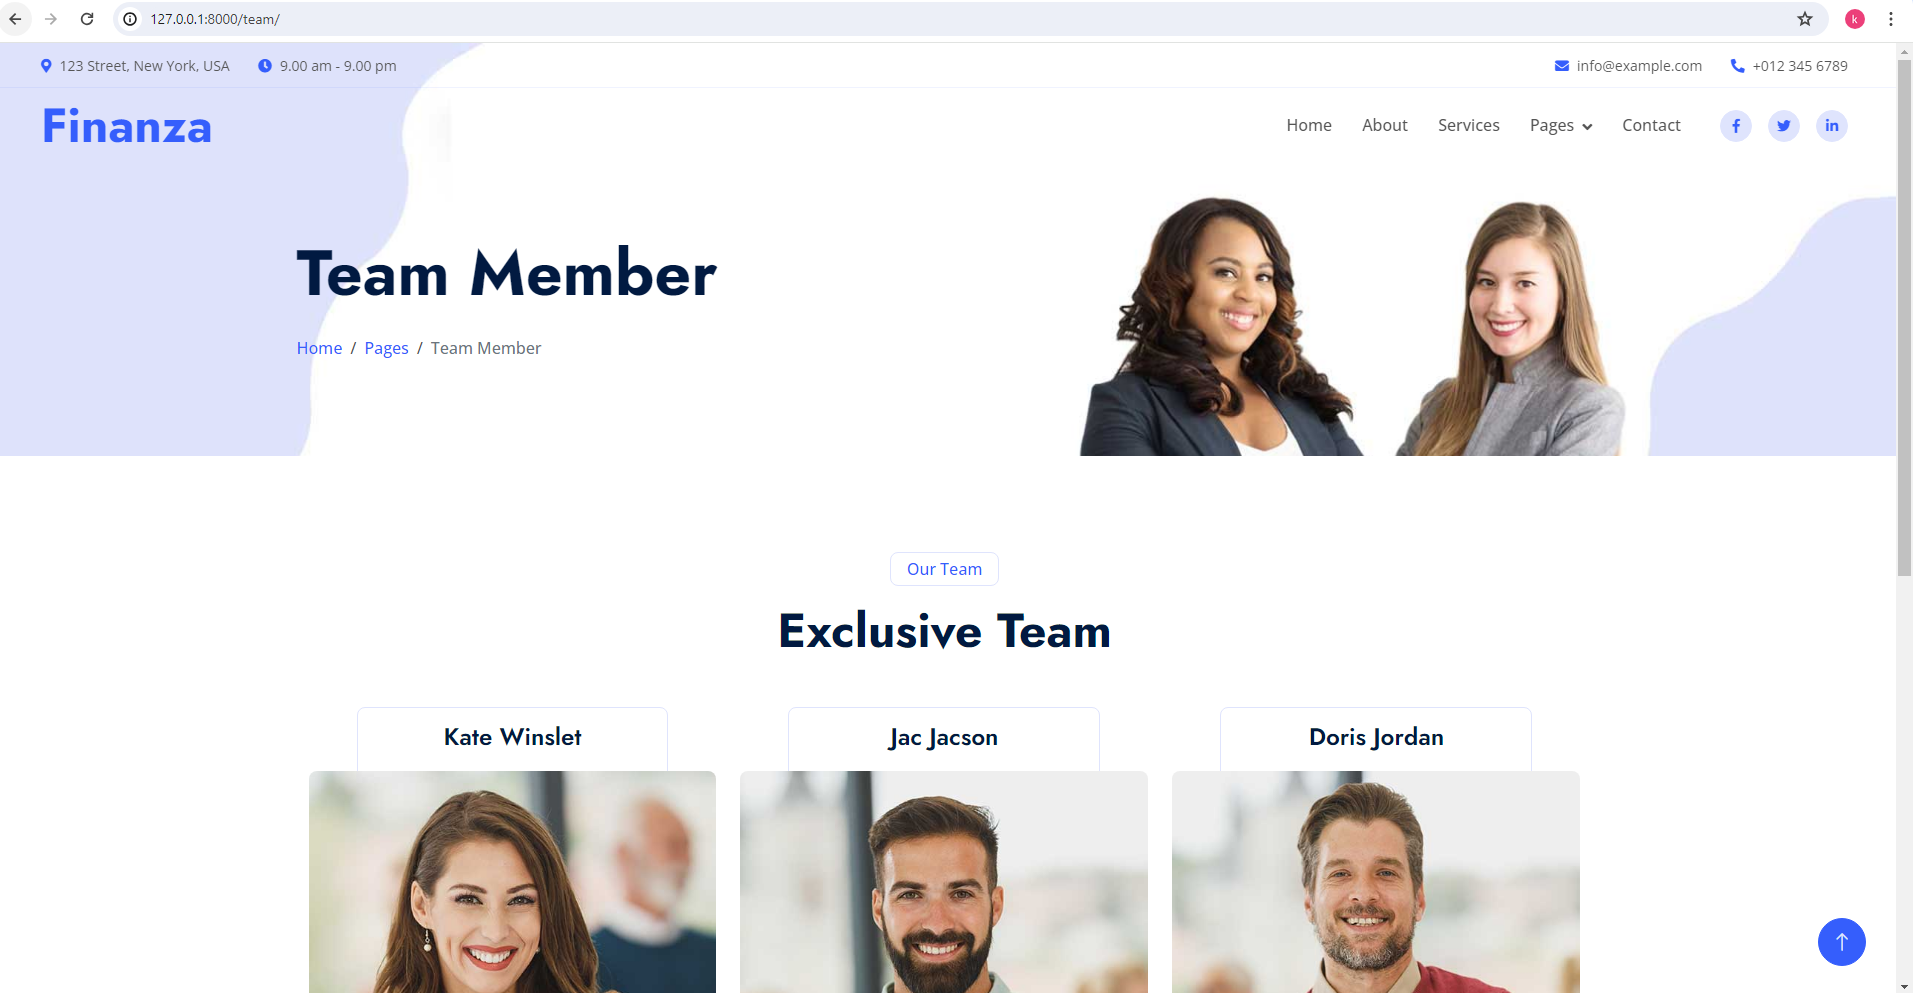 127.0.0.1:8000/team/
k
123 Street, New York, USA 9.00 am - 9.00 pm info@example.com +012 345 6789
Finanza Home About Services Pages Contact
Team Member
Home / Pages / Team Member
Our Team
Exclusive Team
Kate Winslet Jac Jacson Doris Jordan